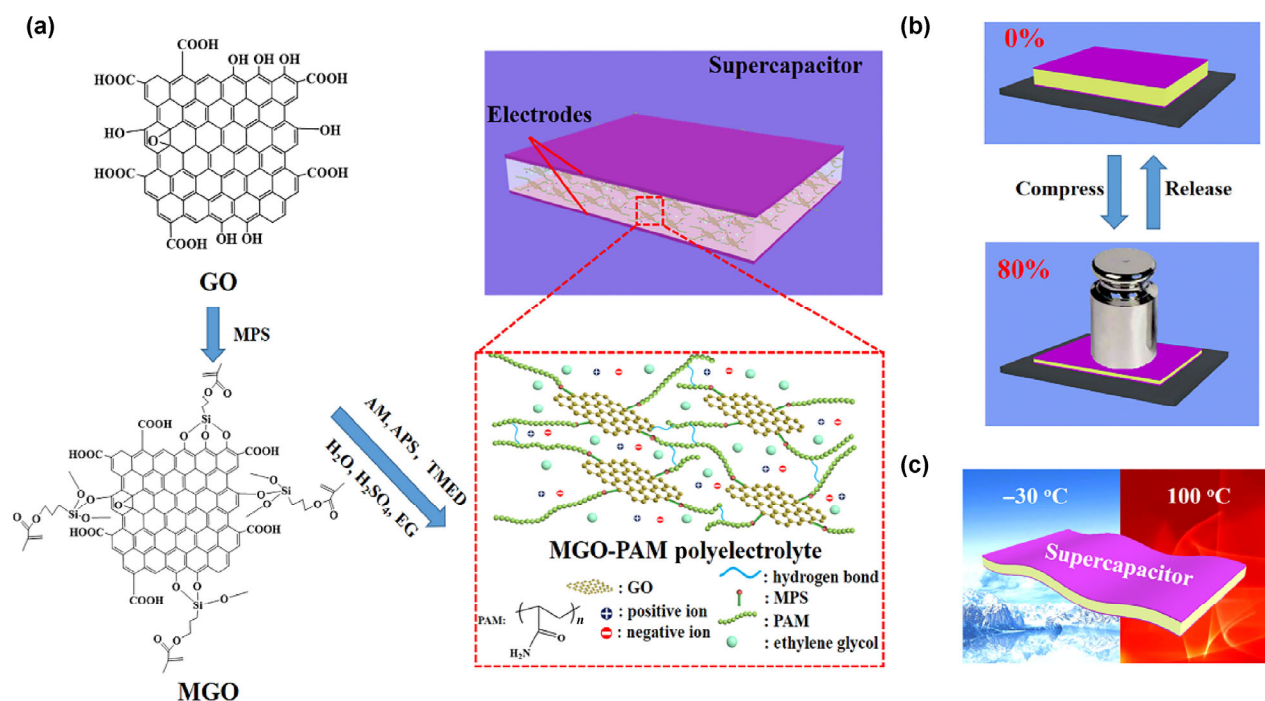 (a)
COOH
OH OH OH
HOOC
COOH
HO
OH
O
HOOC
COOH
COOH
OH OH
GO
MPS
O
O
Si
O
O
O
COOH
HOOC
COOH
O
O
Si
O
O
O
O
O
Si
O
O
O
HOOC
COOH
COOH
O
O
Si
O
O
O
MGO
AM, APS, TMED
H2O, H2SO4, EG
Supercapacitor
Electrodes
MGO-PAM polyelectrolyte
: GO
: positive ion
: negative ion
PAM:
n
O
H2N
: hydrogen bond
: MPS
: PAM
: ethylene glycol
(b)
0%
Compress
Release
80%
(c)
–30 °C
100 °C
Supercapacitor